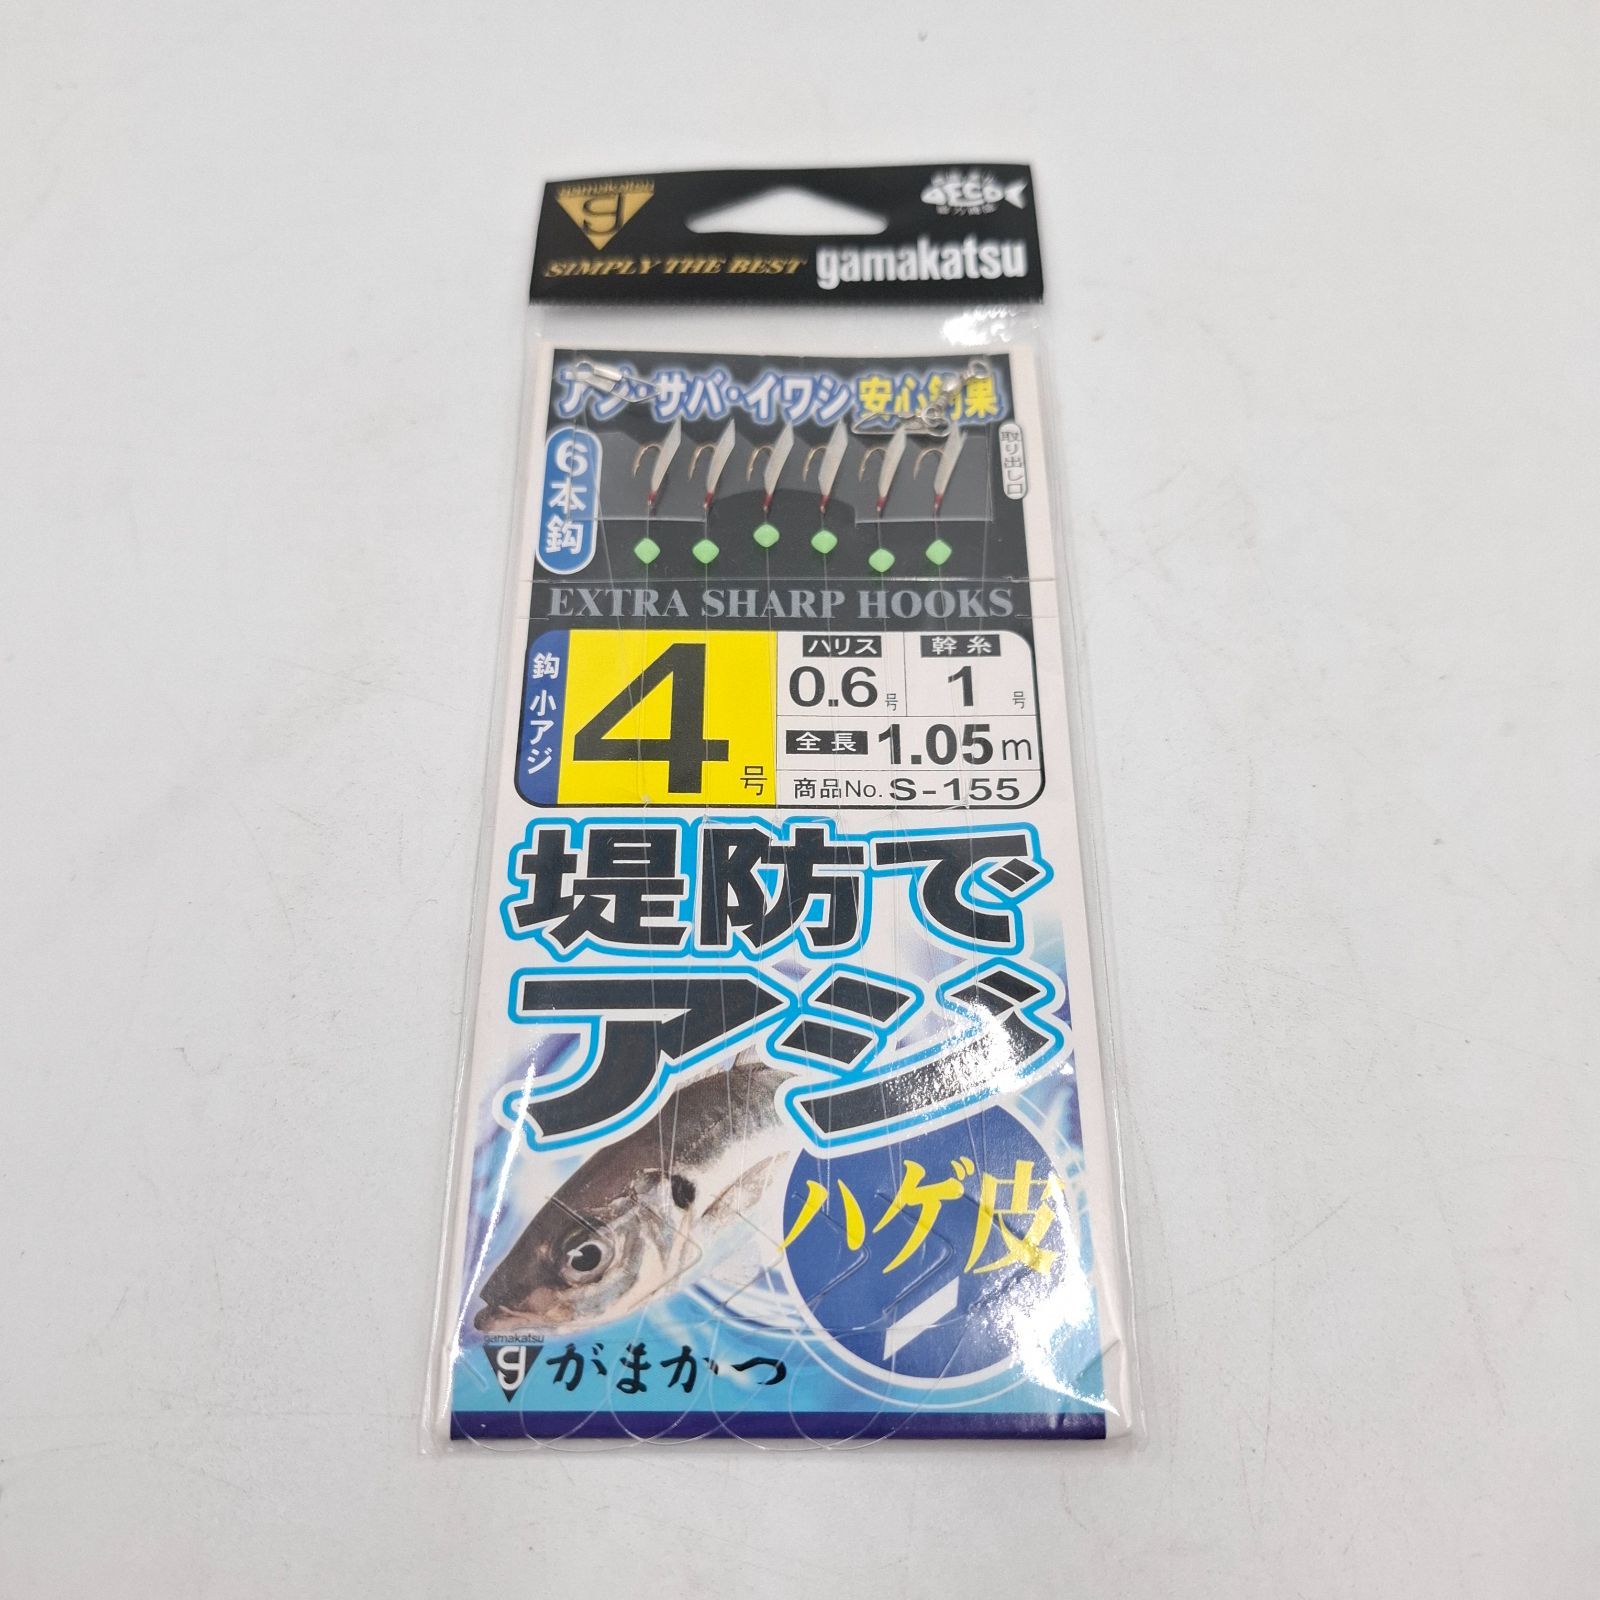 gamakatsu
g
SIMPLY THE BEST
gamakatsu
アジ・サバ・イワシ安心釣果
6本鈎
取り出し口
EXTRA SHARP HOOKS
鈎 小アジ
4号
ハリス
0.6号
幹糸
1号
全長 1.05m
商品No. S-155
堤防で
アジ
ハゲ皮
gamakatsu
g がまかつ